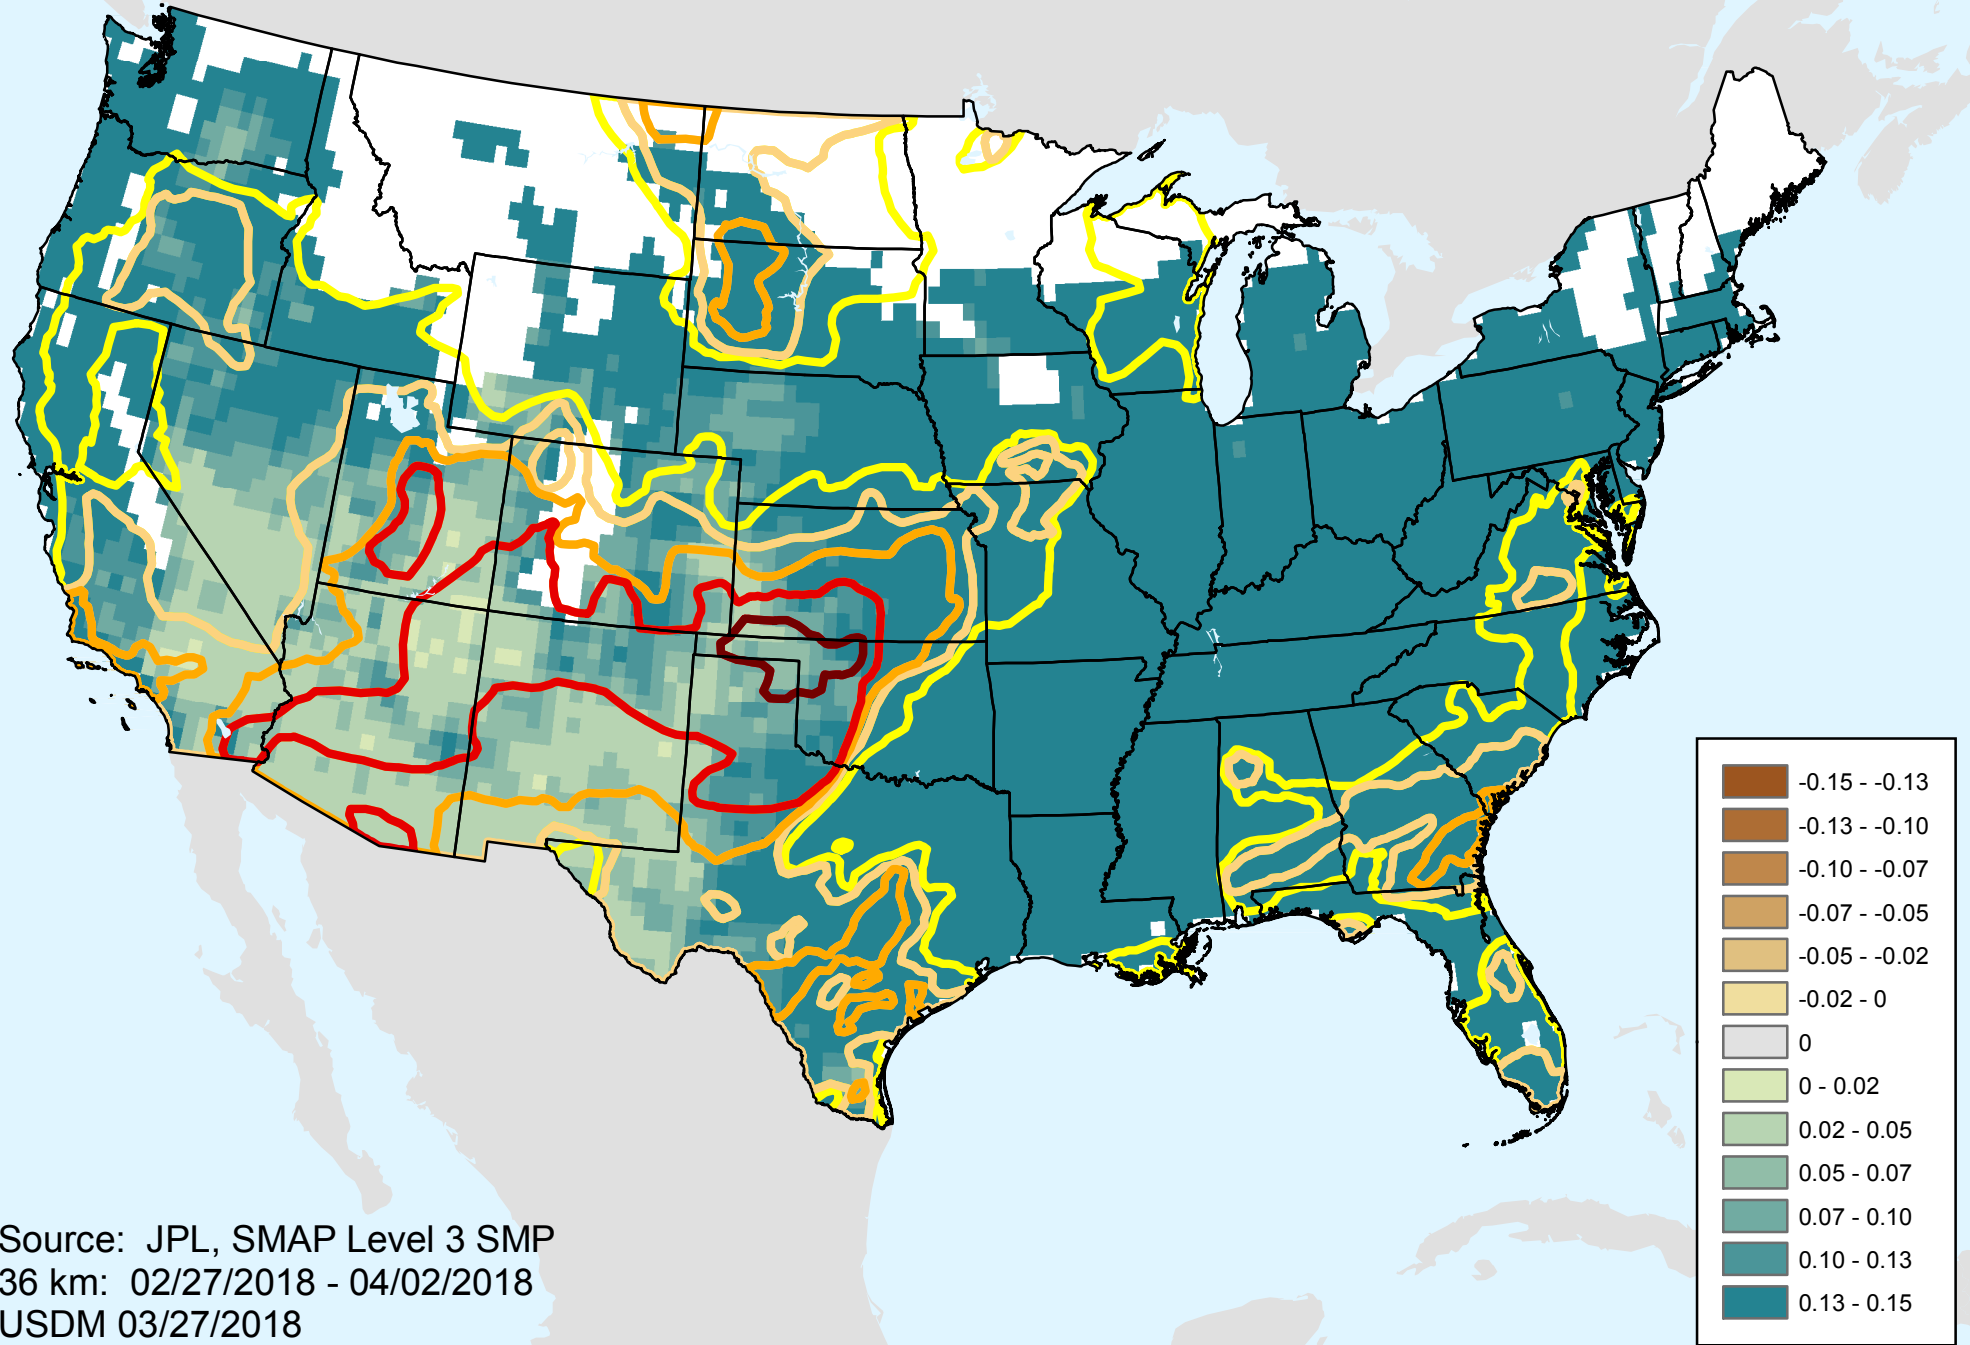 -0.15 - -0.13
-0.13 - -0.10
-0.10 - -0.07
-0.07 - -0.05
-0.05 - -0.02
-0.02 - 0
0
0 - 0.02
0.02 - 0.05
0.05 - 0.07
0.07 - 0.10
0.10 - 0.13
0.13 - 0.15
Source: JPL, SMAP Level 3 SMP
36 km: 02/27/2018 - 04/02/2018
USDM 03/27/2018